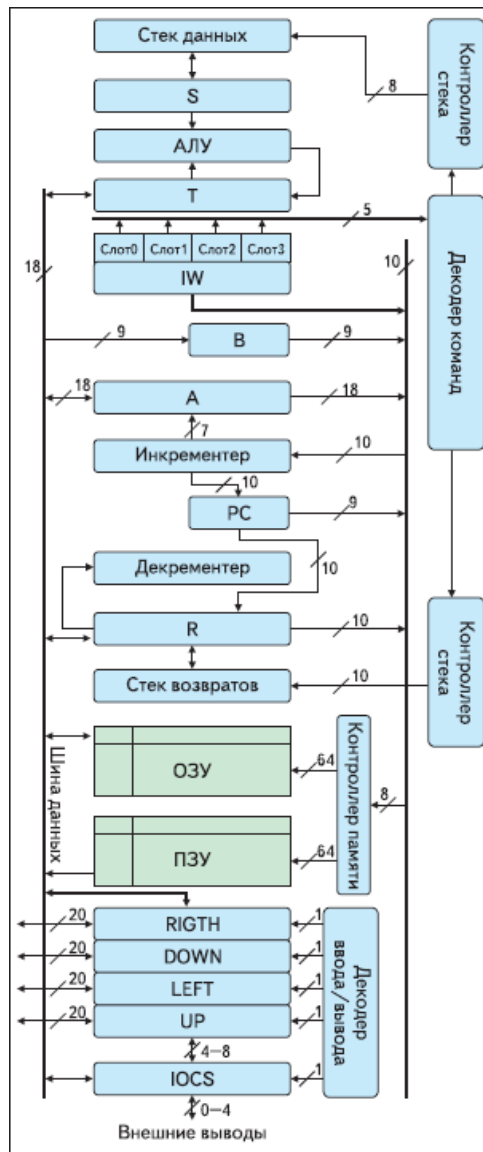 Стек данных
Контроллер стека
8
S
АЛУ
T
5
Слот0 Слот1 Слот2 Слот3
18
10
IW
Декодер команд
9
B
9
18
A
18
7
Инкрементер
10
10
PC
9
10
Декрементер
R
10
Контроллер стека
Стек возвратов
10
Шина данных
ОЗУ
64
Контроллер памяти
8
ПЗУ
64
20
RIGTH
1
Декодер ввода/вывода
20
DOWN
1
20
LEFT
1
20
UP
1
4–8
IOCS
1
0–4
Внешние выводы